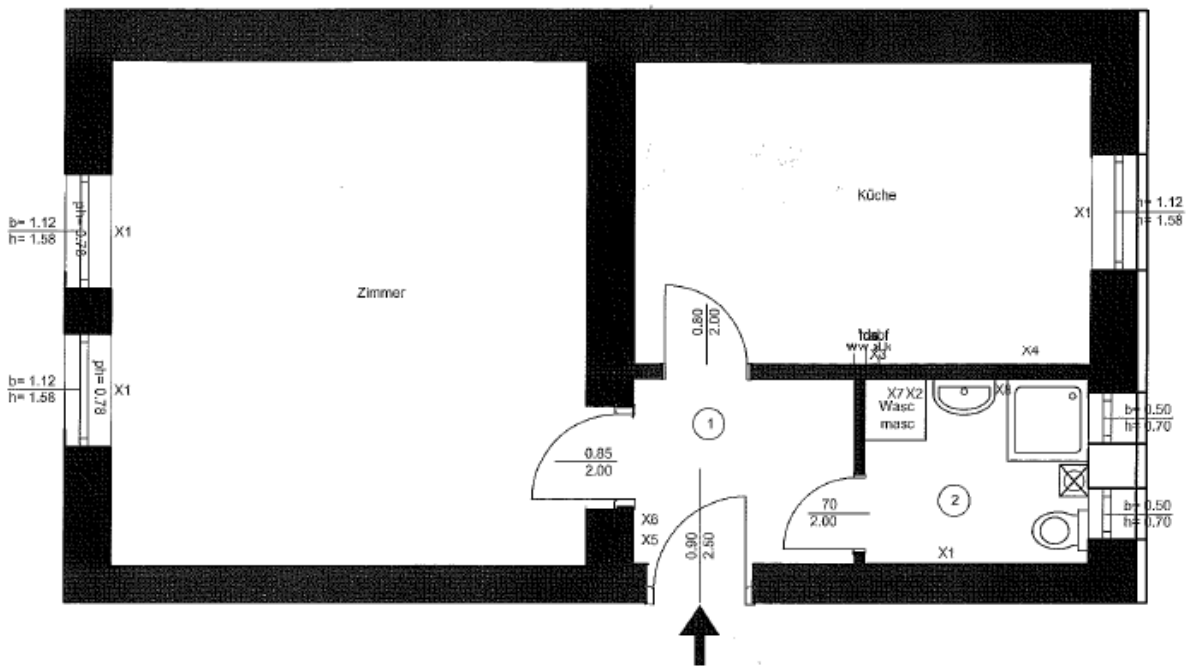 Küche
b= 1.12
h= 1.58
ph= 0.78
X1
X1
1.12
h= 1.58
Zimmer
0.80
2.00
X3
X4
b= 1.12
h= 1.58
ph= 0.78
X1
1
X7 X2
Wasc
masc
X8
b= 0.50
h= 0.70
0.85
2.00
2
70
2.00
b= 0.50
h= 0.70
X6
X5
0.90
2.50
X1